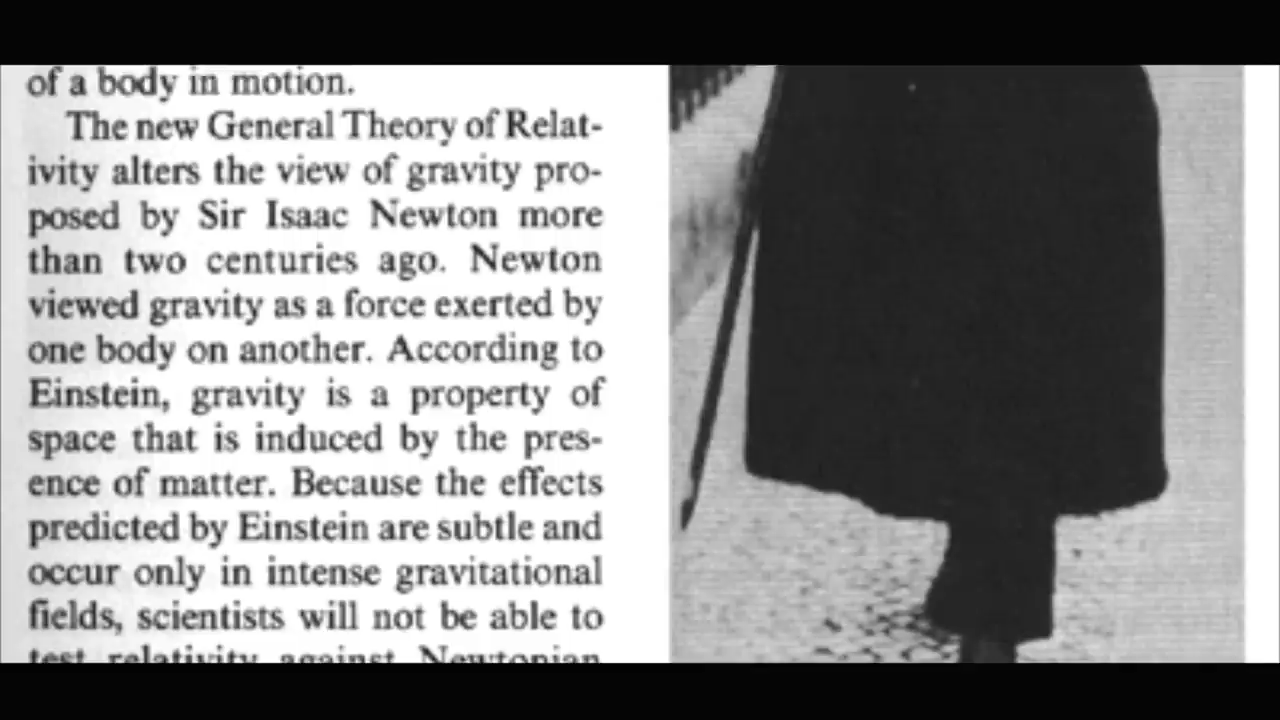 of a body in motion.
The new General Theory of Relat-
ivity alters the view of gravity pro-
posed by Sir Isaac Newton more
than two centuries ago. Newton
viewed gravity as a force exerted by
one body on another. According to
Einstein, gravity is a property of
space that is induced by the pres-
ence of matter. Because the effects
predicted by Einstein are subtle and
occur only in intense gravitational
fields, scientists will not be able to
test relativity against Newtonian